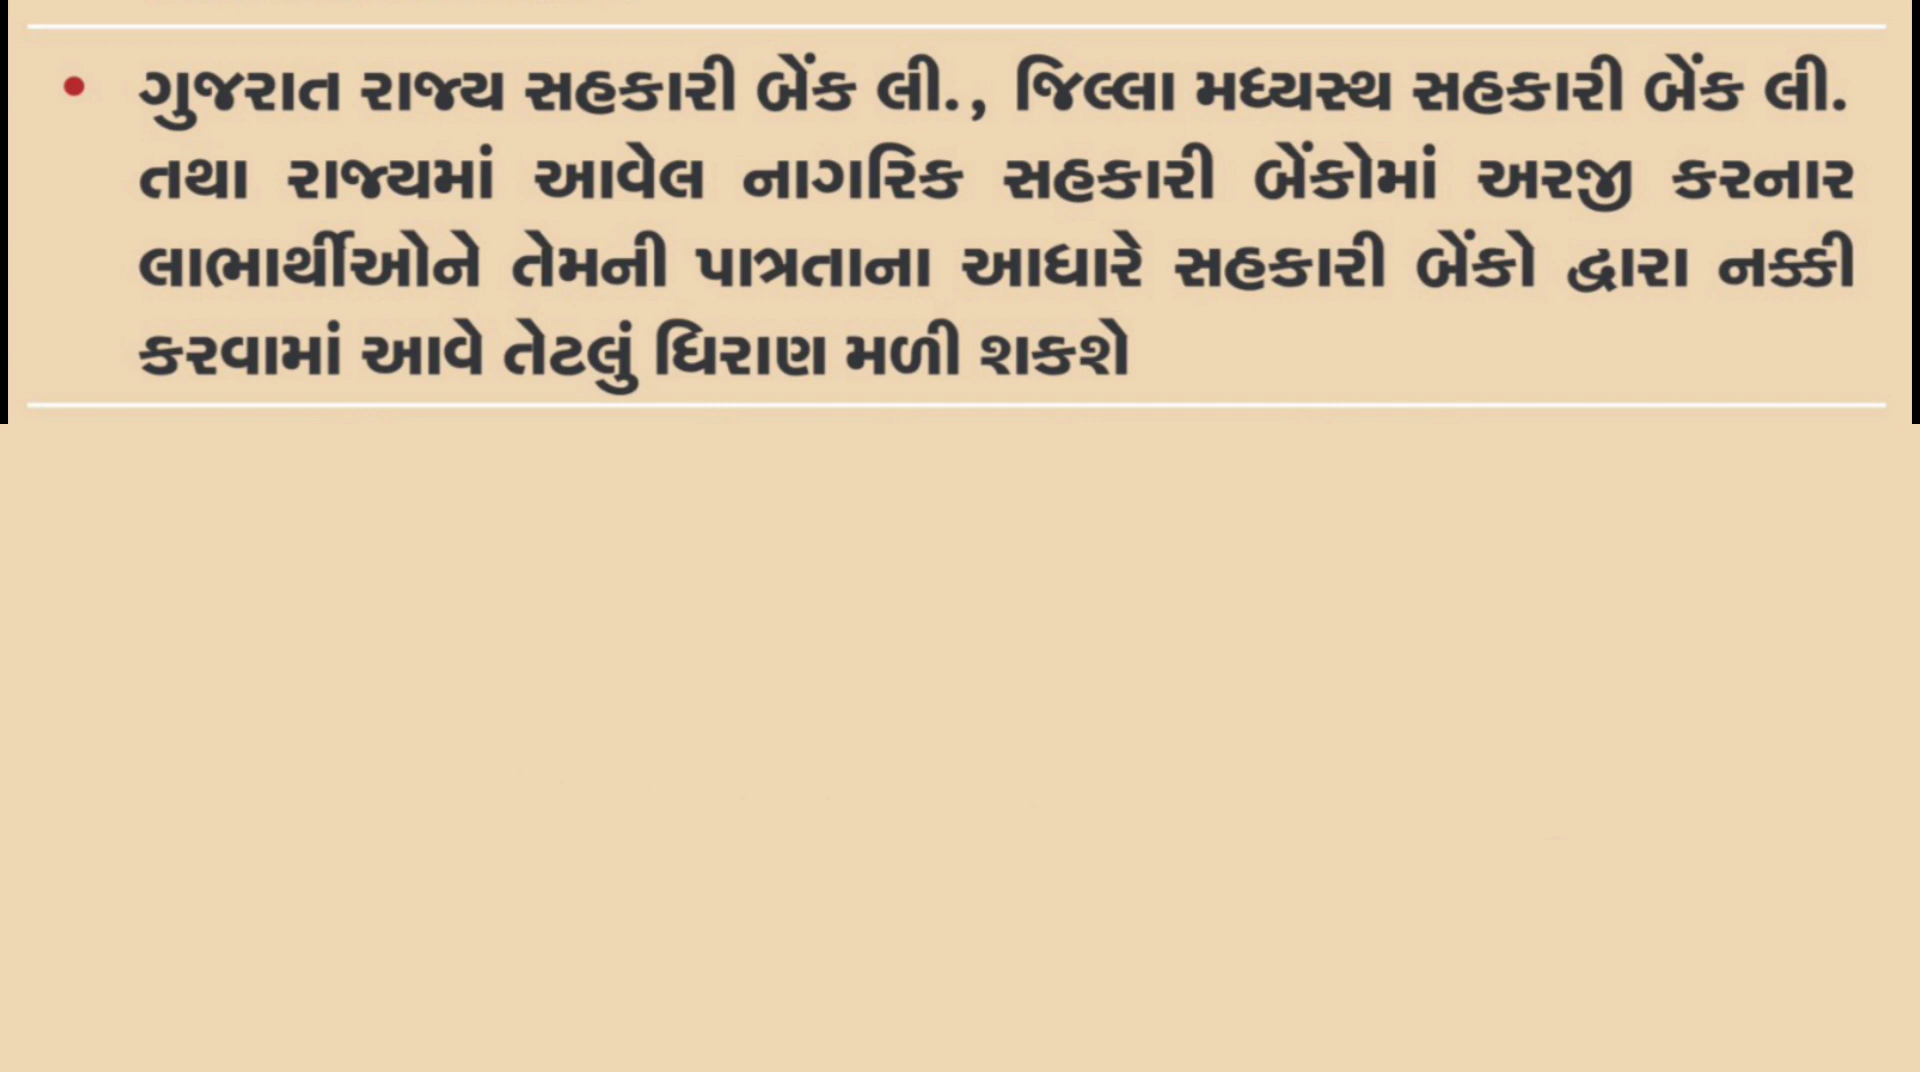 • ગુજરાત રાજ્ય સહકારી બેંક લી., જિલ્લા મધ્યસ્થ સહકારી બેંક લી.
તથા રાજ્યમાં આવેલ નાગરિક સહકારી બેંકોમાં અરજી કરનાર
લાભાર્થીઓને તેમની પાત્રતાના આધારે સહકારી બેંકો દ્વારા નક્કી
કરવામાં આવે તેટલું ધિરાણ મળી શકશે